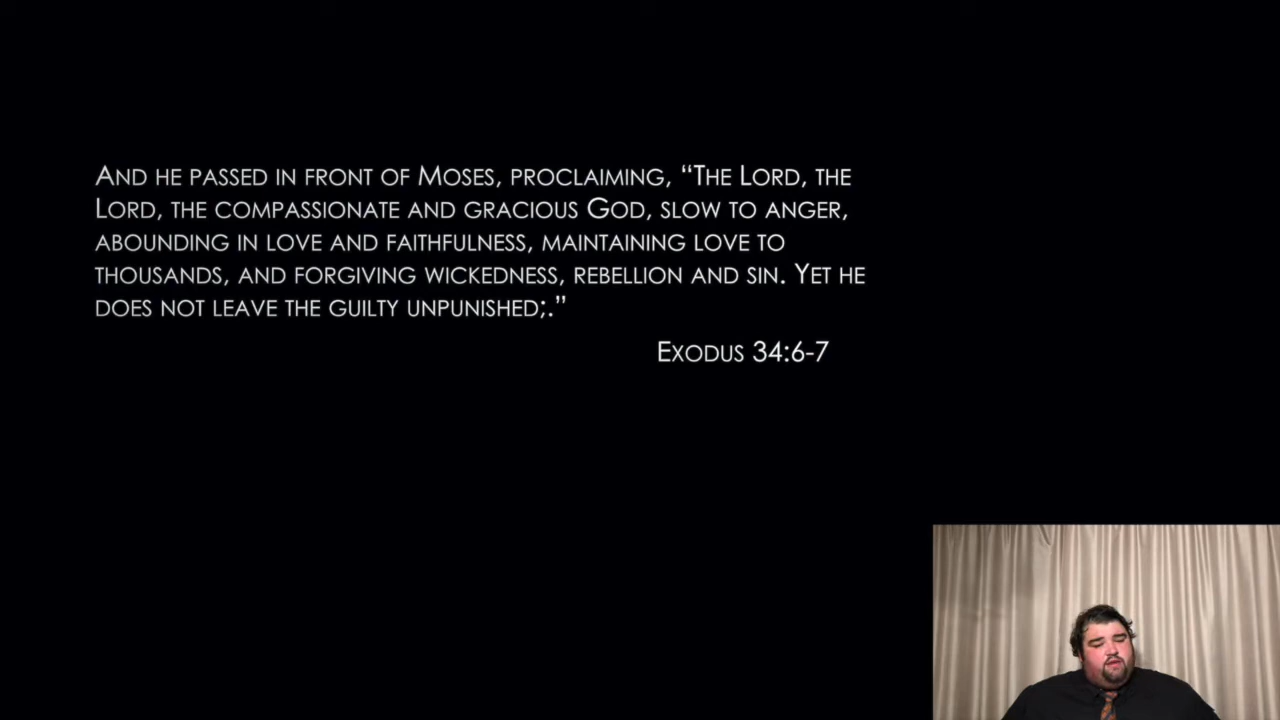 And he passed in front of Moses, proclaiming, “The Lord, the
Lord, the compassionate and gracious God, slow to anger,
abounding in love and faithfulness, maintaining love to
thousands, and forgiving wickedness, rebellion and sin. Yet he
does not leave the guilty unpunished;.”
Exodus 34:6-7